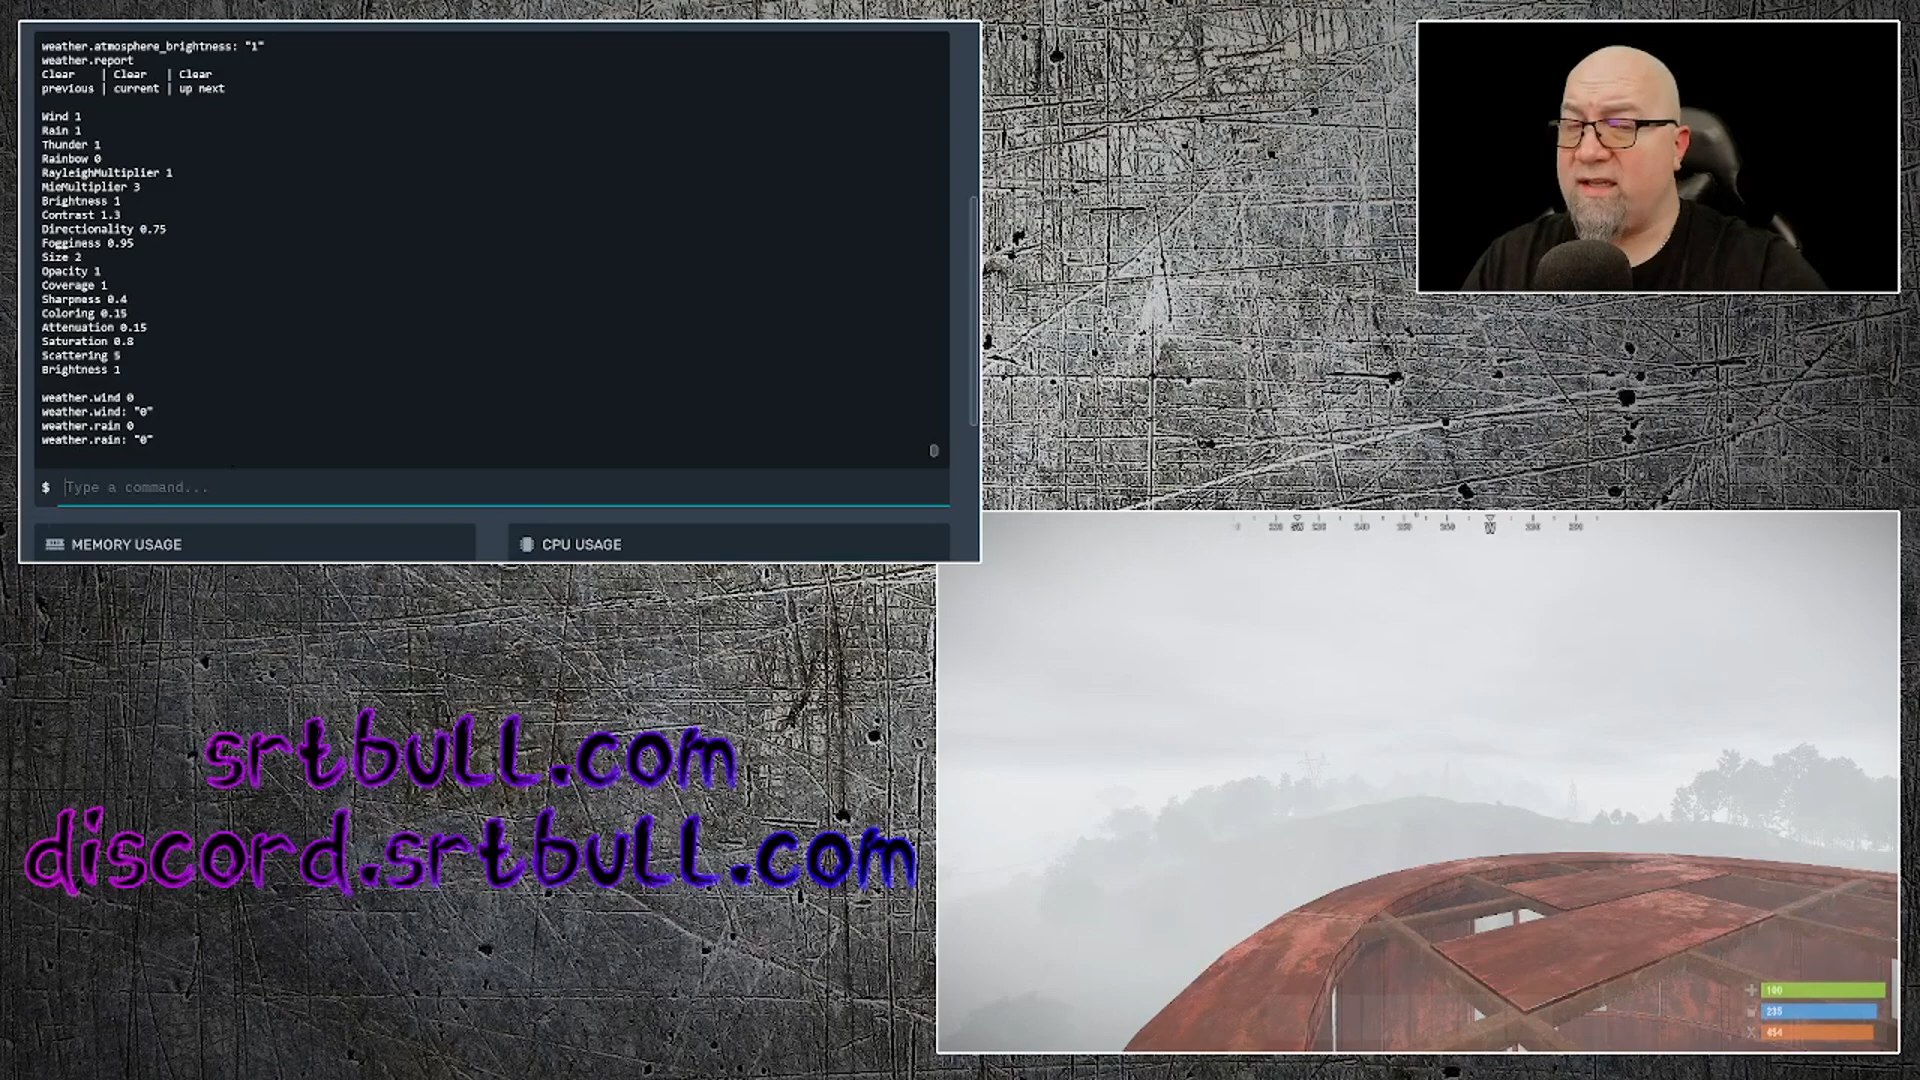 weather.atmosphere_brightness: "1"
weather.report
Clear | Clear | Clear
previous | current | up next
Wind 1
Rain 1
Thunder 1
Rainbow 0
RayleighMultiplier 1
MieMultiplier 3
Brightness 1
Contrast 1.3
Directionality 0.75
Fogginess 0.95
Size 2
Opacity 1
Coverage 1
Sharpness 0.4
Coloring 0.15
Attenuation 0.15
Saturation 0.8
Scattering 5
Brightness 1
weather.wind 0
weather.wind: "0"
weather.rain 0
weather.rain: "0"
$ Type a command...
MEMORY USAGE
CPU USAGE
srtbull.com
discord.srtbull.com
SW
W
100
235
454